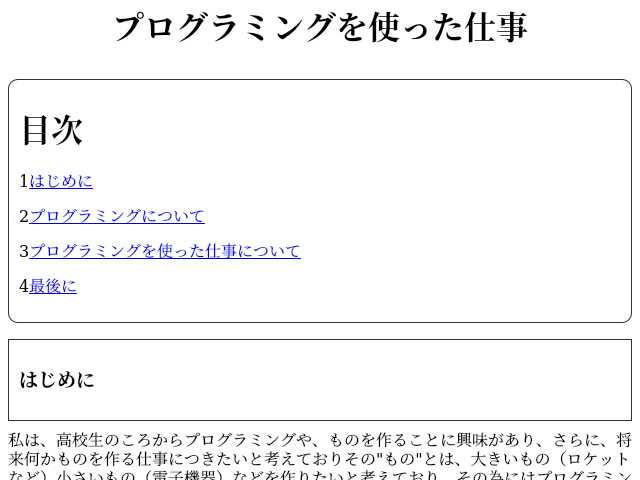 プログラミングを使った仕事
目次
1はじめに
2プログラミングについて
3プログラミングを使った仕事について
4最後に
はじめに
私は、高校生のころからプログラミングや、ものを作ることに興味があり、さらに、将
来何かものを作る仕事につきたいと考えておりその"もの"とは、大きいもの（ロケット
など）小さいもの（電子機器）などを作りたいと考えており、その為にはプログラミン